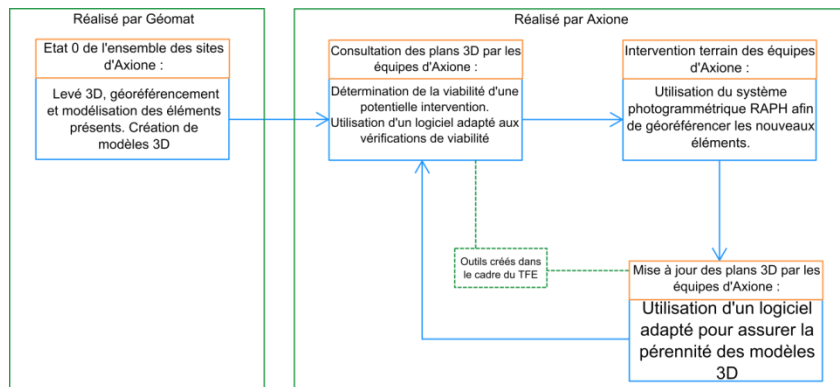 Réalisé par Géomat
Etat 0 de l'ensemble des sites
d'Axione :
Levé 3D, géoréférencement
et modélisation des éléments
présents. Création de
modèles 3D
Réalisé par Axione
Consultation des plans 3D par les
équipes d'Axione :
Détermination de la viabilité d'une
potentielle intervention.
Utilisation d'un logiciel adapté aux
vérifications de viabilité
Intervention terrain des équipes
d'Axione :
Utilisation du système
photogrammétrique RAPH afin
de géoréférencer les nouveaux
éléments.
Outils créés dans
le cadre du TFE
Mise à jour des plans 3D par les
équipes d'Axione :
Utilisation d'un logiciel
adapté pour assurer la
pérennité des modèles
3D